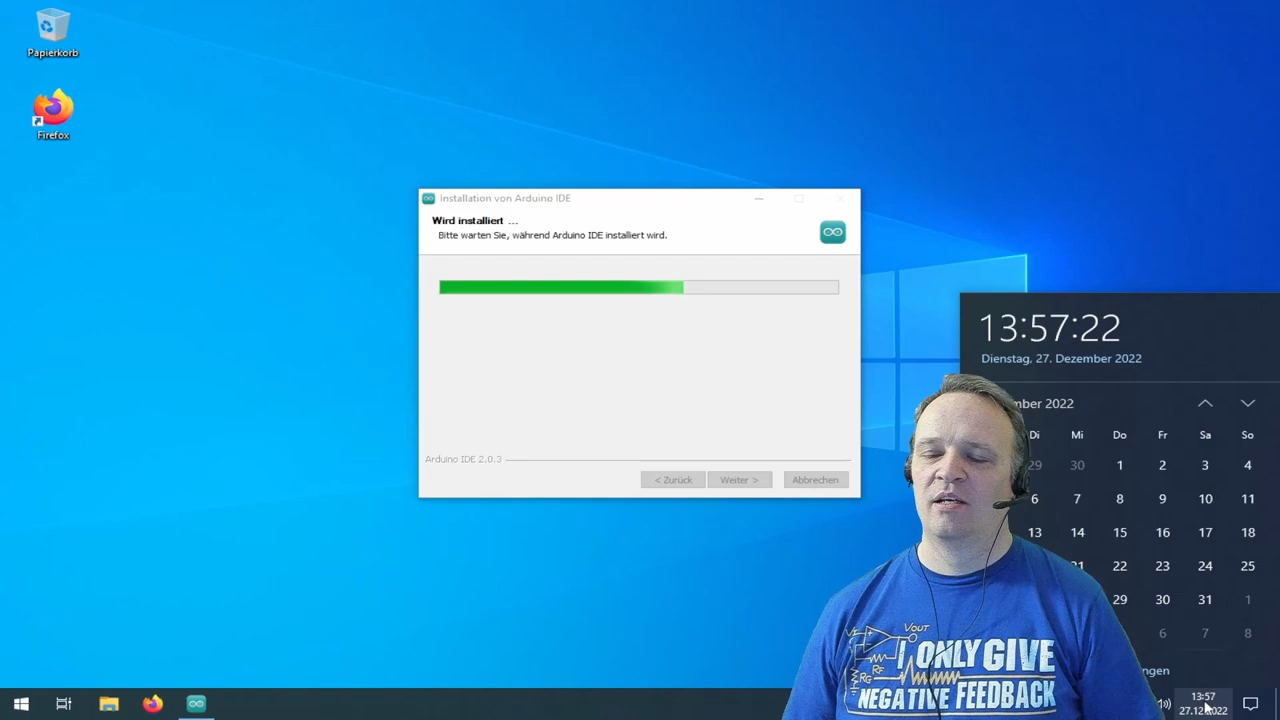 Papierkorb
Firefox
Installation von Arduino IDE
Wird installiert ...
Bitte warten Sie, während Arduino IDE installiert wird.
Arduino IDE 2.0.3
< Zurück
Weiter >
Abbrechen
13:57:22
Dienstag, 27. Dezember 2022
mber 2022
Di Mi Do Fr Sa So
29 30 1 2 3 4
6 7 8 9 10 11
13 14 15 16 17 18
21 22 23 24 25
29 30 31 1
6 7 8
ngen
VOUT
RF
RG
I ONLY GIVE
NEGATIVE FEEDBACK
13:57
27.12.2022